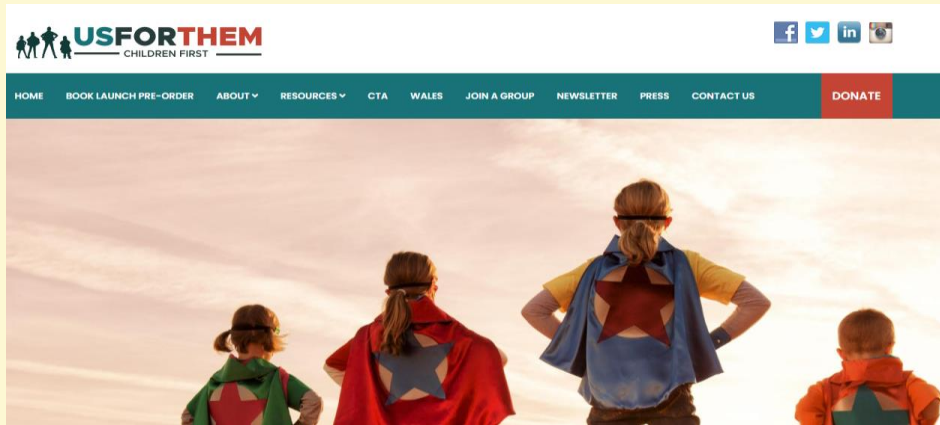 USFORTHEM
CHILDREN FIRST
HOME BOOK LAUNCH PRE-ORDER ABOUT RESOURCES CTA WALES JOIN A GROUP NEWSLETTER PRESS CONTACT US DONATE